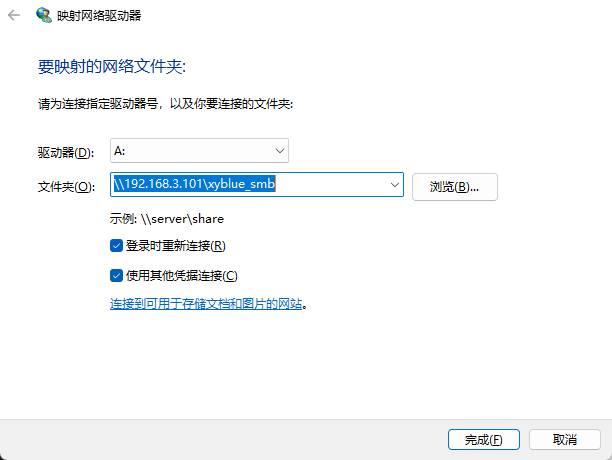 映射网络驱动器
要映射的网络文件夹:
请为连接指定驱动器号，以及你要连接的文件夹:
驱动器(D): A:
文件夹(O): \\192.168.3.101\xyblue_smb 浏览(B)...
示例: \\server\share
登录时重新连接(R)
使用其他凭据连接(C)
连接到可用于存储文档和图片的网站。
完成(F) 取消